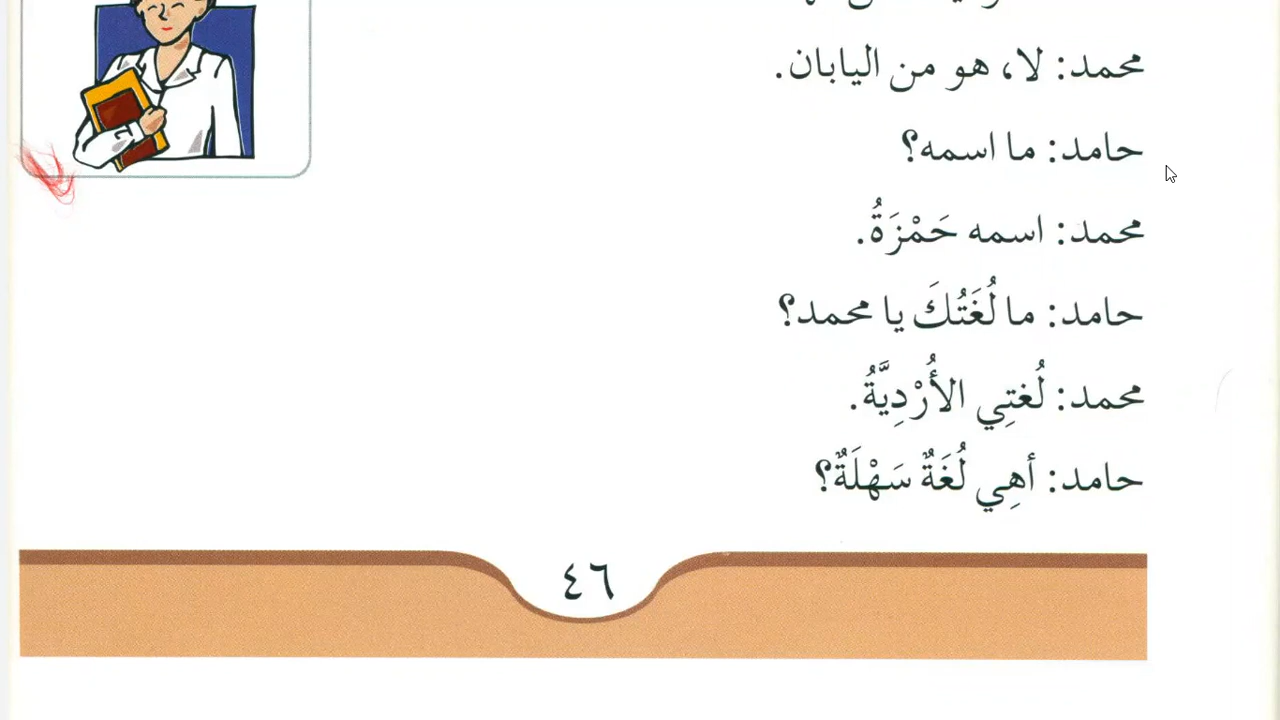 محمد: لا، هو من اليابان.
حامد: ما اسمه؟
محمد: اسمه حَمْزَةُ.
حامد: ما لُغَتُكَ يا محمد؟
محمد: لُغتِي الأُرْدِيَّةُ.
حامد: أهِي لُغَةٌ سَهْلَةٌ؟
٤٦